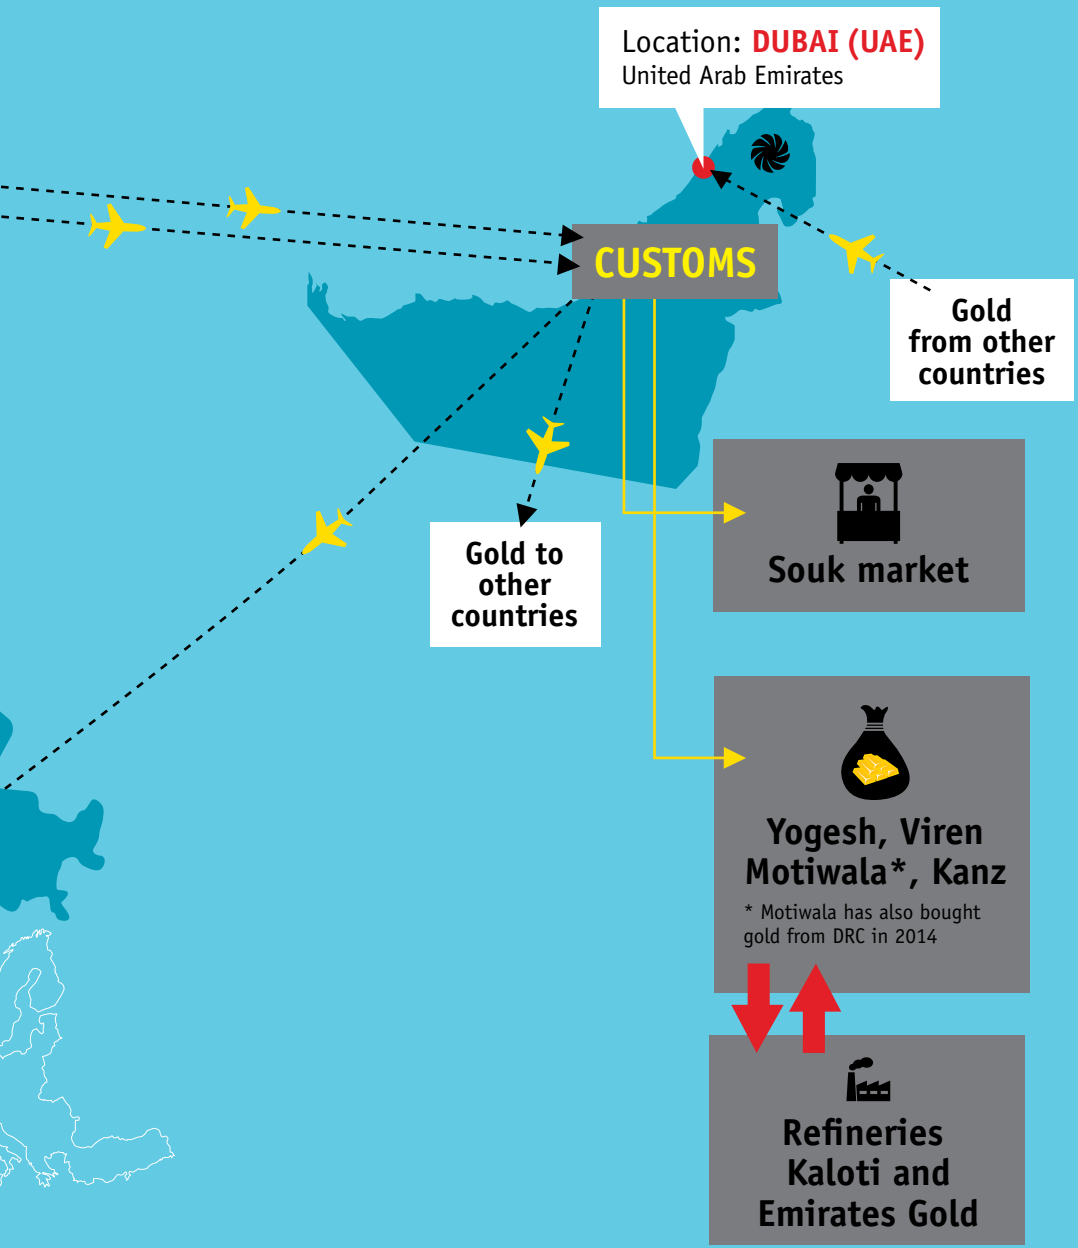 Location: DUBAI (UAE)
United Arab Emirates
CUSTOMS
Gold
from other
countries
Souk market
Gold to
other
countries
Yogesh, Viren
Motiwala*, Kanz
* Motiwala has also bought
gold from DRC in 2014
Refineries
Kaloti and
Emirates Gold